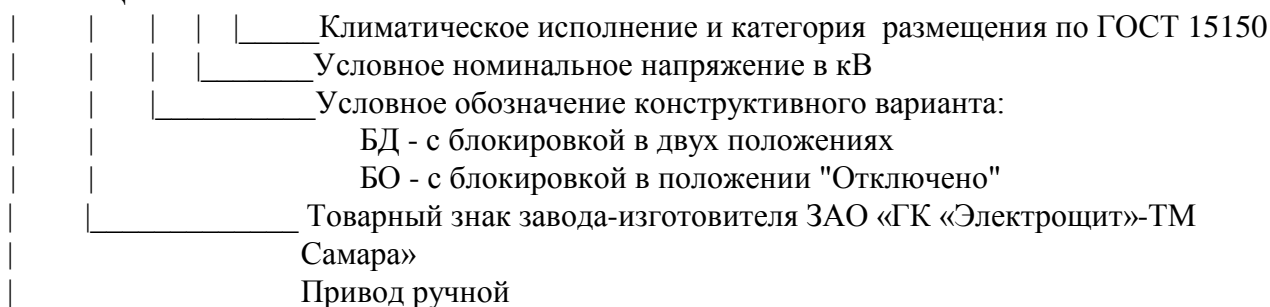 Климатическое исполнение и категория размещения по ГОСТ 15150
Условное номинальное напряжение в кВ
Условное обозначение конструктивного варианта:
БД - с блокировкой в двух положениях
БО - с блокировкой в положении "Отключено"
Товарный знак завода-изготовителя ЗАО «ГК «Электрощит»-ТМ
Самара»
Привод ручной